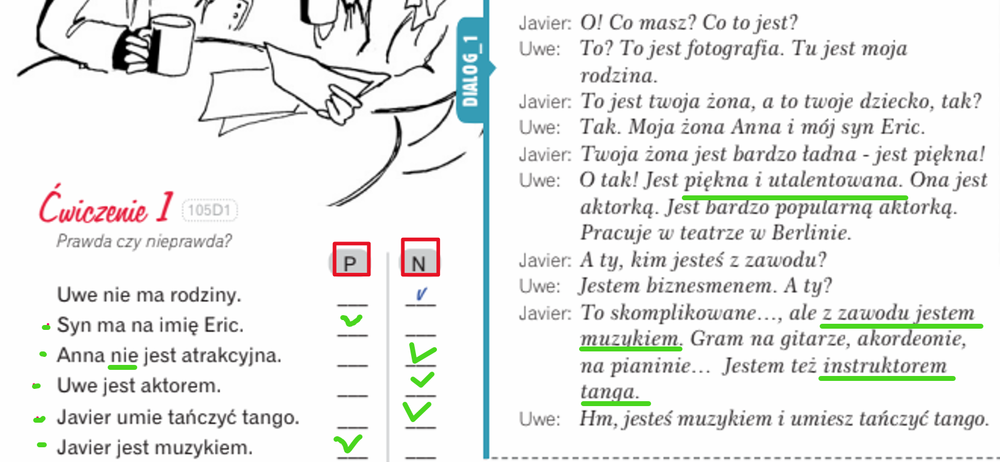 Ćwiczenie 1 105D1
Prawda czy nieprawda?
P N
Uwe nie ma rodziny. ___ ___
Syn ma na imię Eric. ___ ___
Anna nie jest atrakcyjna. ___ ___
Uwe jest aktorem. ___ ___
Javier umie tańczyć tango. ___ ___
Javier jest muzykiem. ___ ___
DIALOG_1
Javier: O! Co masz? Co to jest?
Uwe: To? To jest fotografia. Tu jest moja
rodzina.
Javier: To jest twoja żona, a to twoje dziecko, tak?
Uwe: Tak. Moja żona Anna i mój syn Eric.
Javier: Twoja żona jest bardzo ładna - jest piękna!
Uwe: O tak! Jest piękna i utalentowana. Ona jest
aktorką. Jest bardzo popularną aktorką.
Pracuje w teatrze w Berlinie.
Javier: A ty, kim jesteś z zawodu?
Uwe: Jestem biznesmenem. A ty?
Javier: To skomplikowane..., ale z zawodu jestem
muzykiem. Gram na gitarze, akordeonie,
na pianinie... Jestem też instruktorem
tanga.
Uwe: Hm, jesteś muzykiem i umiesz tańczyć tango.